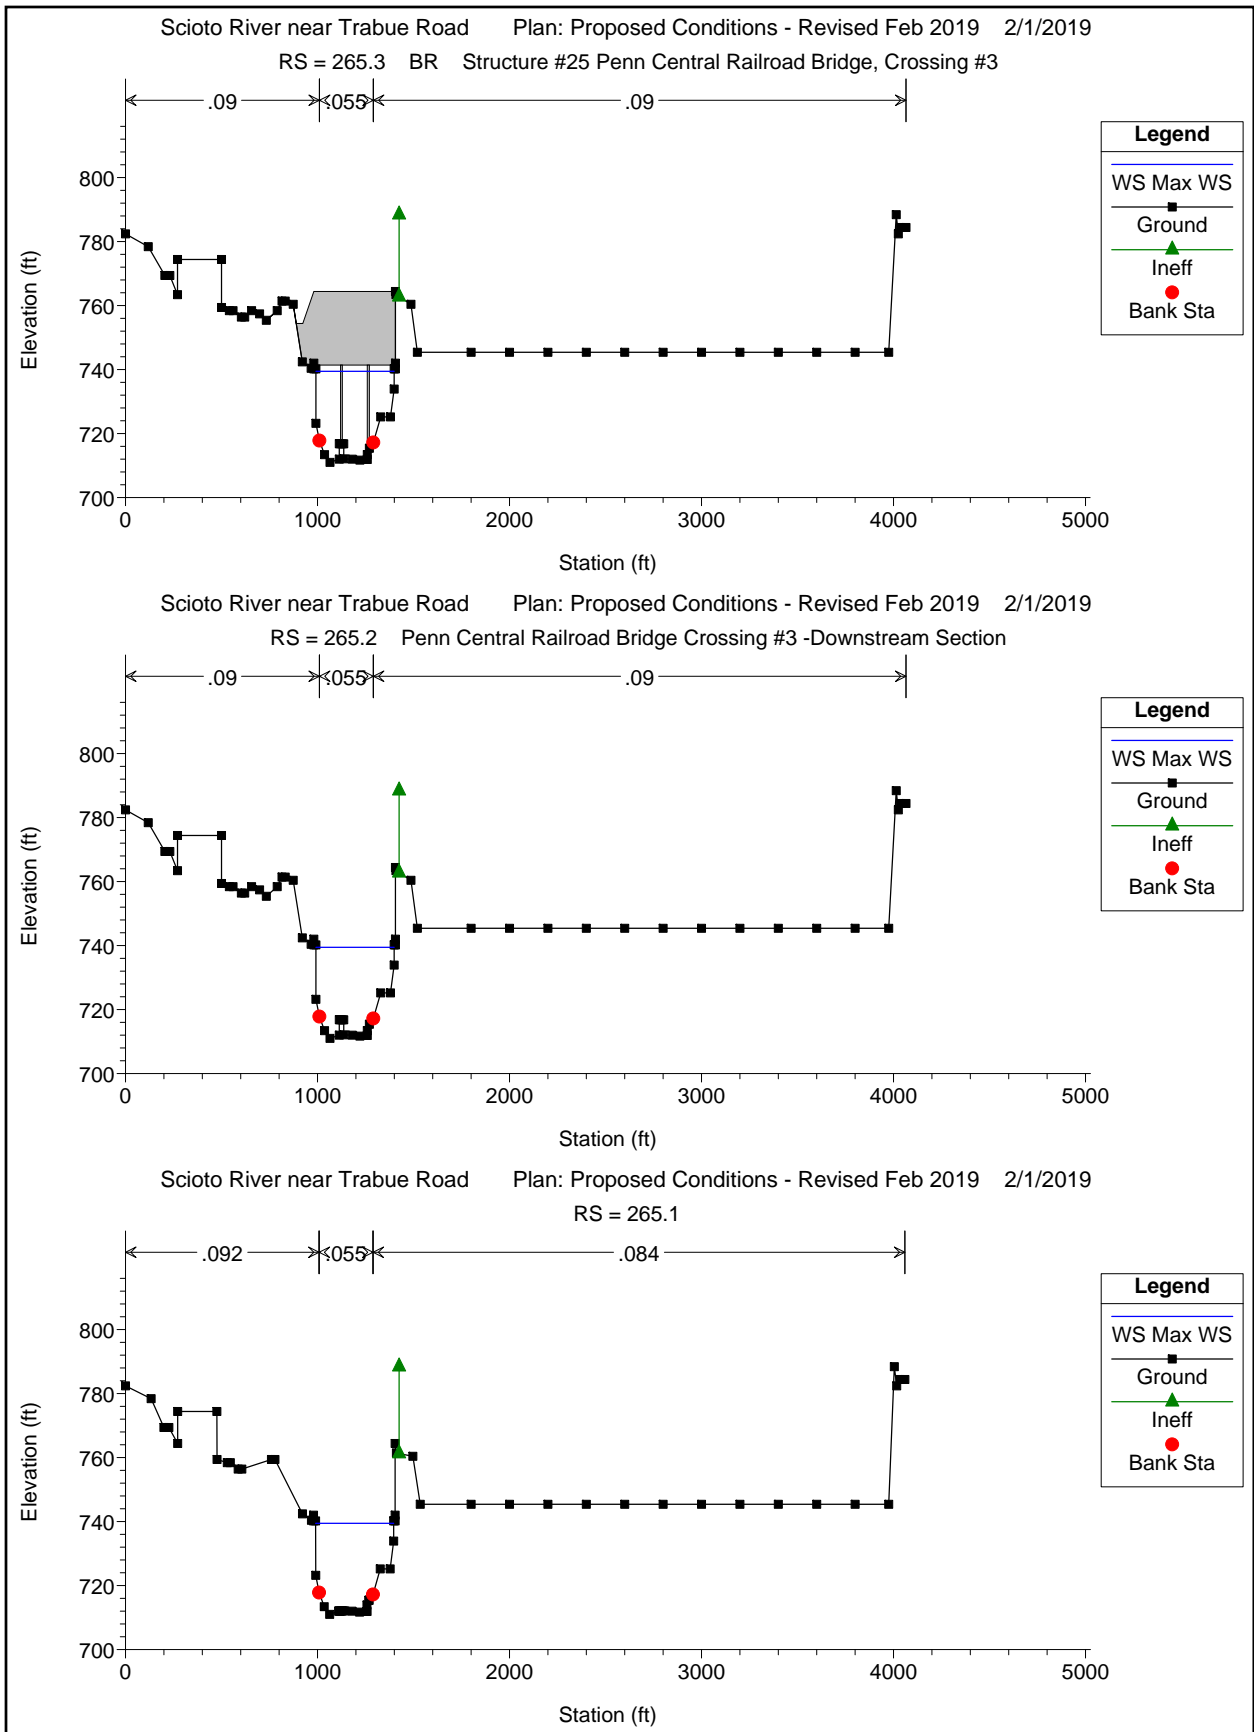 Scioto River near Trabue Road Plan: Proposed Conditions - Revised Feb 2019 2/1/2019
RS = 265.3 BR Structure #25 Penn Central Railroad Bridge, Crossing #3
.09 .055 .09
Legend
WS Max WS
Ground
Ineff
Bank Sta
800
780
760
740
720
700
Elevation (ft)
0 1000 2000 3000 4000 5000
Station (ft)
Scioto River near Trabue Road Plan: Proposed Conditions - Revised Feb 2019 2/1/2019
RS = 265.2 Penn Central Railroad Bridge Crossing #3 -Downstream Section
.09 .055 .09
Legend
WS Max WS
Ground
Ineff
Bank Sta
800
780
760
740
720
700
Elevation (ft)
0 1000 2000 3000 4000 5000
Station (ft)
Scioto River near Trabue Road Plan: Proposed Conditions - Revised Feb 2019 2/1/2019
RS = 265.1
.092 .055 .084
Legend
WS Max WS
Ground
Ineff
Bank Sta
800
780
760
740
720
700
Elevation (ft)
0 1000 2000 3000 4000 5000
Station (ft)